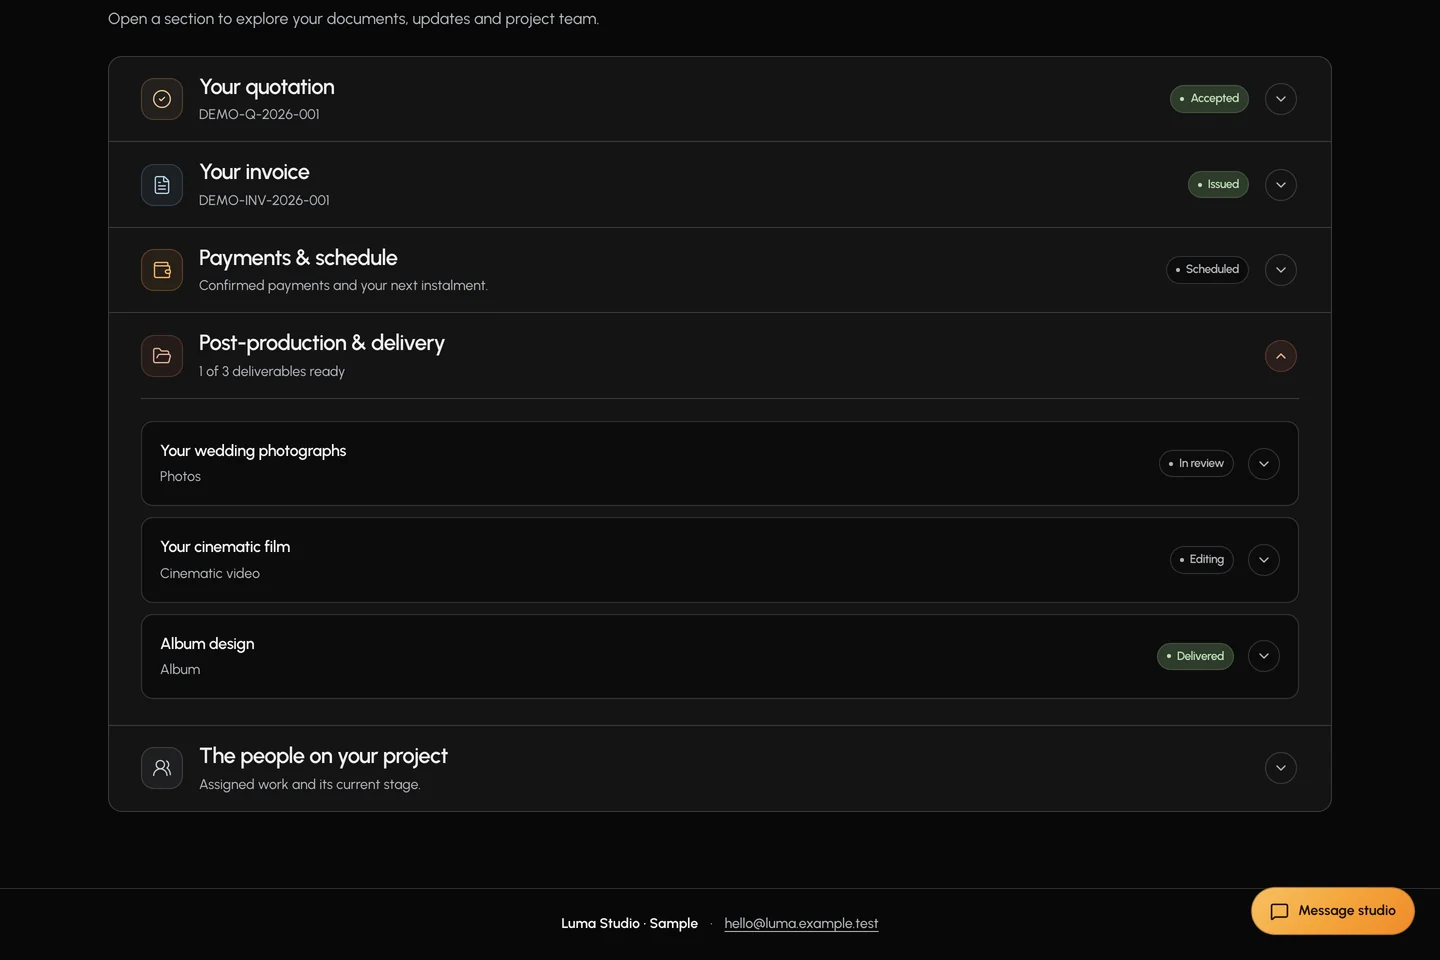 Open a section to explore your documents, updates and project team.
Your quotation
DEMO-Q-2026-001
• Accepted
Your invoice
DEMO-INV-2026-001
• Issued
Payments & schedule
Confirmed payments and your next instalment.
• Scheduled
Post-production & delivery
1 of 3 deliverables ready
Your wedding photographs
Photos
• In review
Your cinematic film
Cinematic video
• Editing
Album design
Album
• Delivered
The people on your project
Assigned work and its current stage.
Luma Studio · Sample · hello@luma.example.test
Message studio